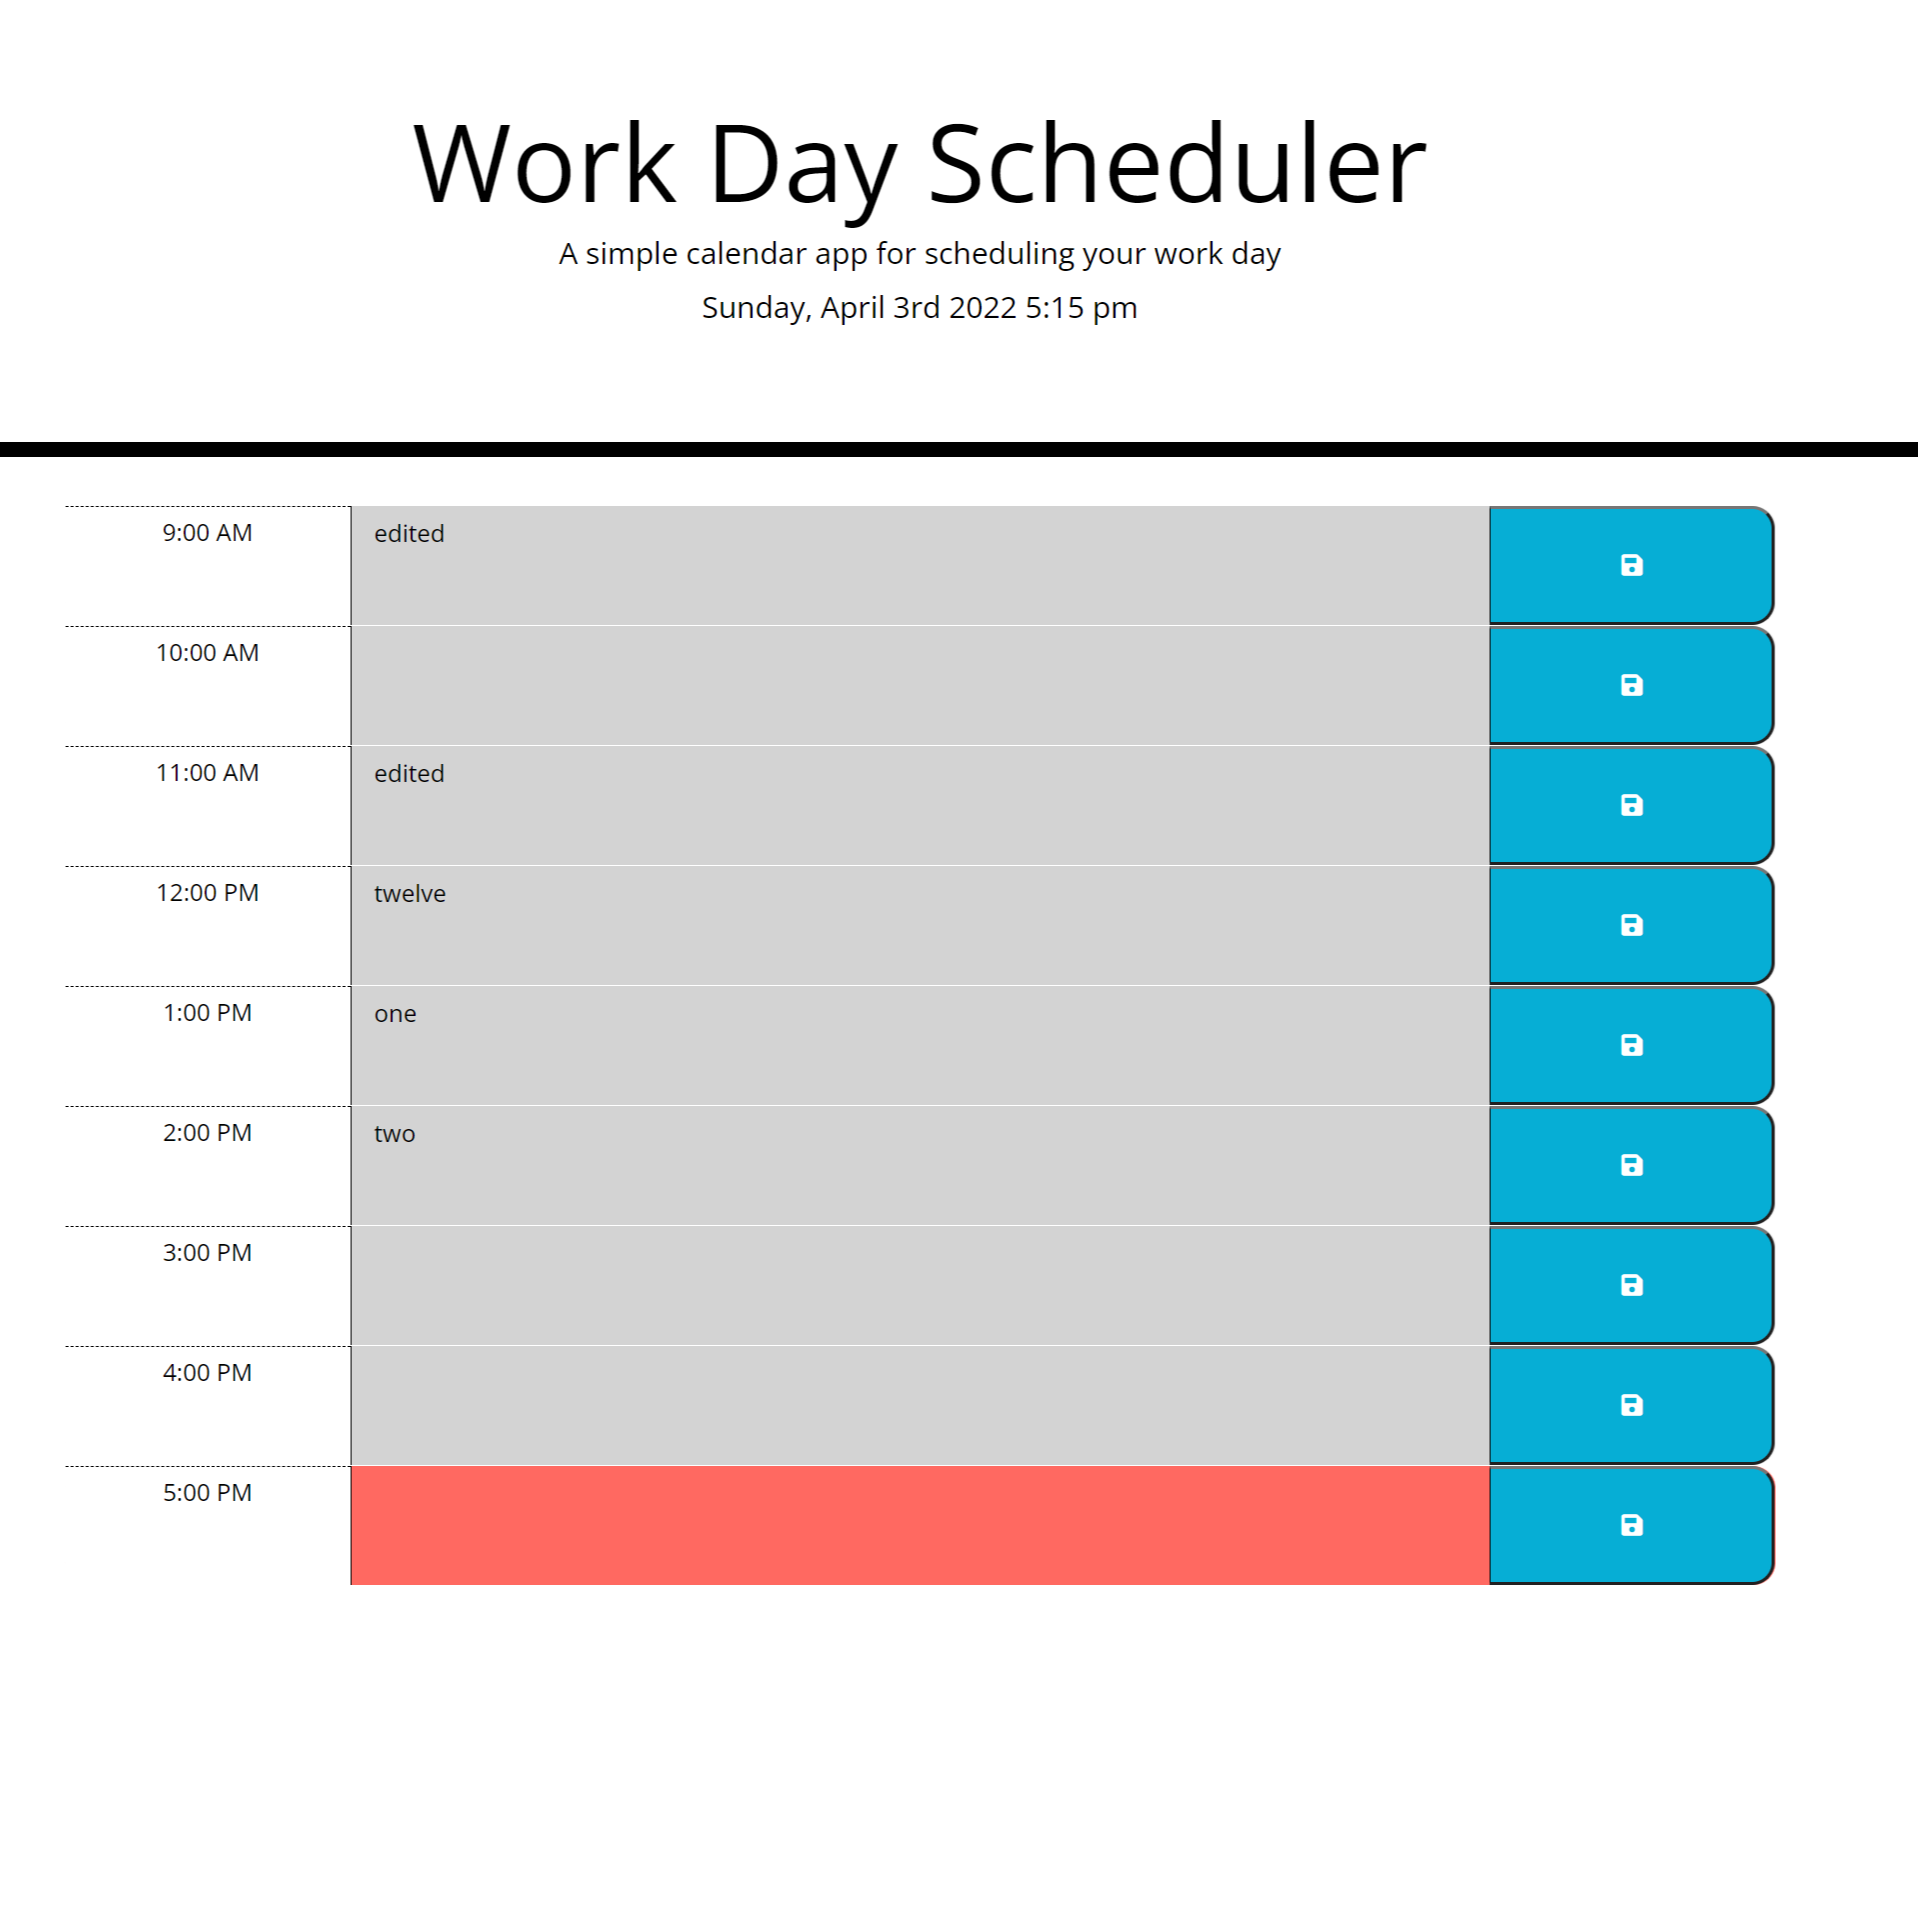 Work Day Scheduler
A simple calendar app for scheduling your work day
Sunday, April 3rd 2022 5:15 pm
9:00 AM edited
10:00 AM
11:00 AM edited
12:00 PM twelve
1:00 PM one
2:00 PM two
3:00 PM
4:00 PM
5:00 PM